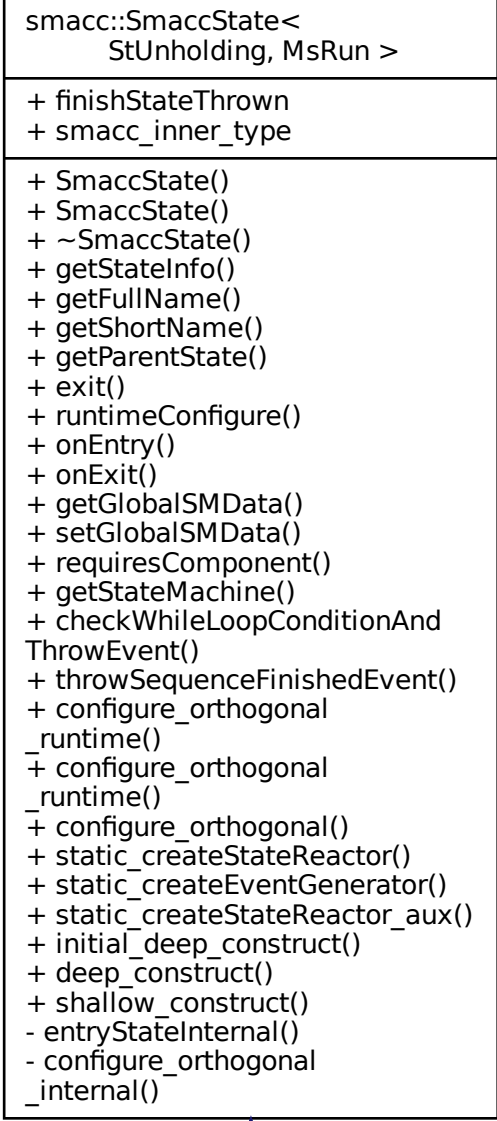 smacc::SmaccState<
StUnholding, MsRun >
+ finishStateThrown
+ smacc_inner_type
+ SmaccState()
+ SmaccState()
+ ~SmaccState()
+ getStateInfo()
+ getFullName()
+ getShortName()
+ getParentState()
+ exit()
+ runtimeConfigure()
+ onEntry()
+ onExit()
+ getGlobalSMData()
+ setGlobalSMData()
+ requiresComponent()
+ getStateMachine()
+ checkWhileLoopConditionAnd
ThrowEvent()
+ throwSequenceFinishedEvent()
+ configure_orthogonal
_runtime()
+ configure_orthogonal
_runtime()
+ configure_orthogonal()
+ static_createStateReactor()
+ static_createEventGenerator()
+ static_createStateReactor_aux()
+ initial_deep_construct()
+ deep_construct()
+ shallow_construct()
- entryStateInternal()
- configure_orthogonal
_internal()